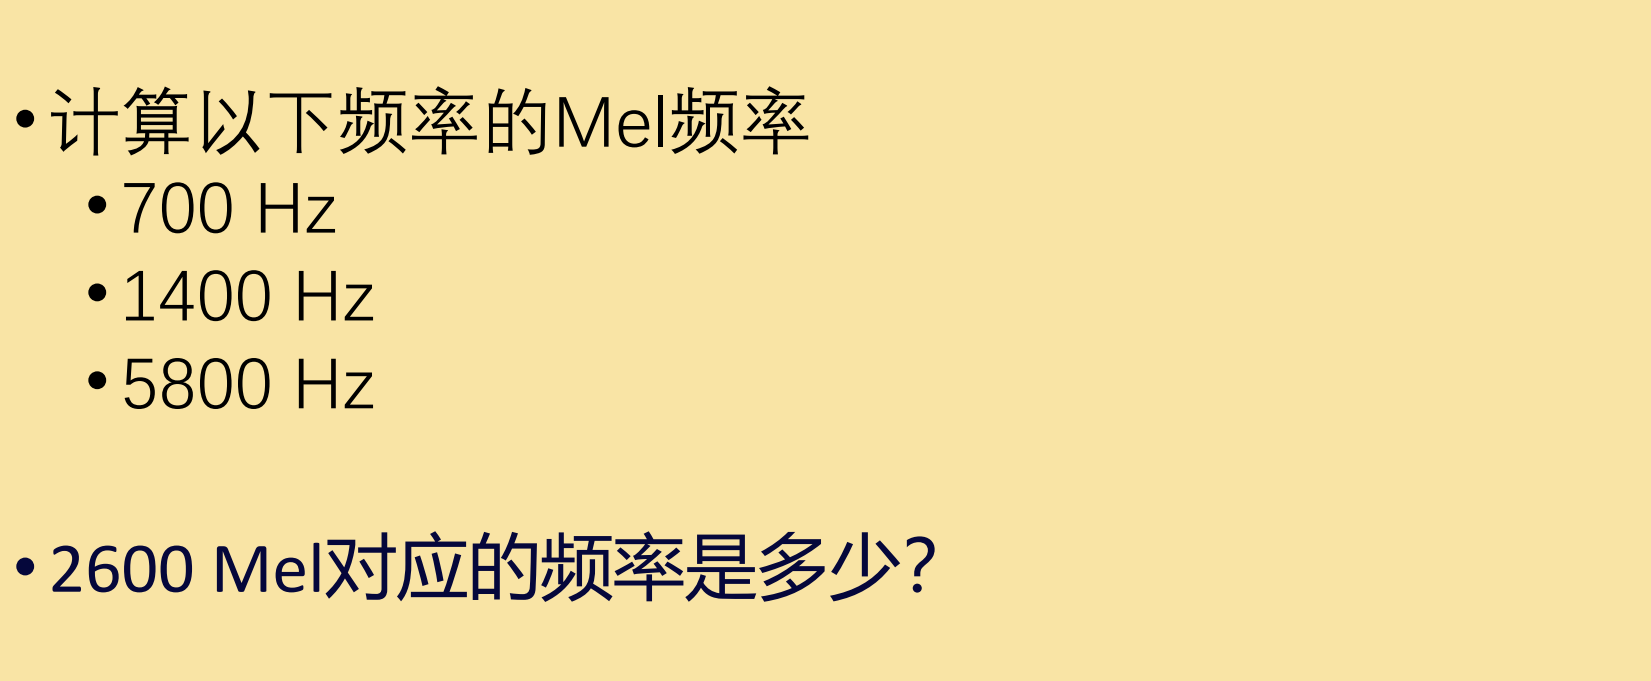 • 计算以下频率的Mel频率
• 700 Hz
• 1400 Hz
• 5800 Hz
• 2600 Mel对应的频率是多少?